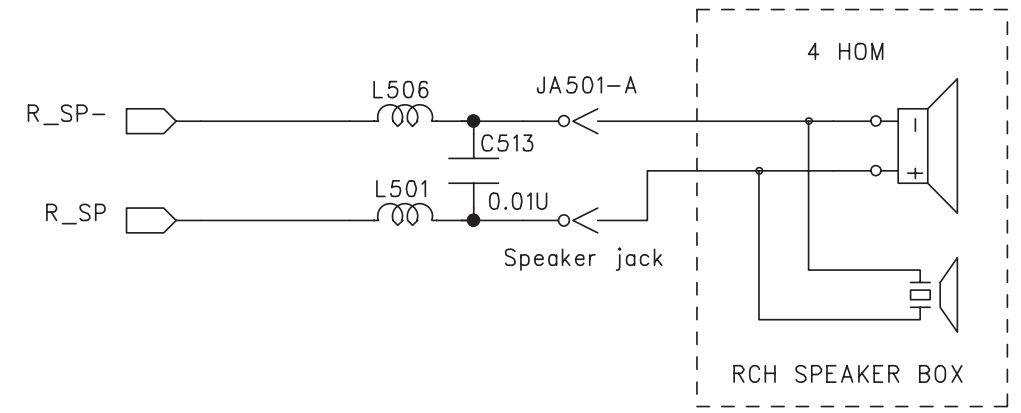 4 HOM
L506
JA501-A
R_SP-
C513
L501
0.01U
R_SP
Speaker jack
RCH SPEAKER BOX